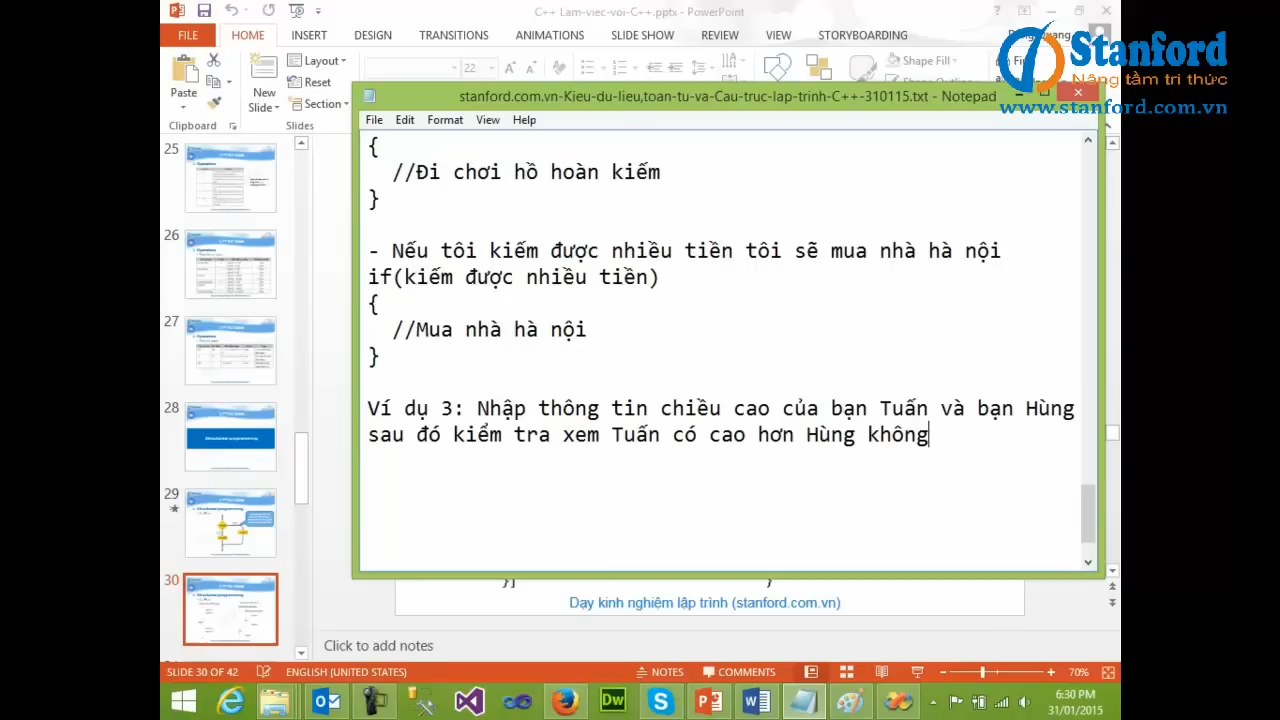 C++ Lam-viec-voi-C++.pptx - PowerPoint
FILE HOME INSERT DESIGN TRANSITIONS ANIMATIONS SLIDE SHOW REVIEW VIEW STORYBOARDING
Stanford
Nâng tầm tri thức
www.stanford.com.vn
Paste
Clipboard
New
Slide
Layout
Reset
Section
Slides
22
Shape Fill
stanford.com.vn-Kieu-du-lieu,toan-tu-va-Cau-truc-lap-trinh-C++-310115.txt - Notepad
File Edit Format View Help
{
//Đi chơi hồ hoàn kiếm
}
- Nếu tôi kiếm được nhiều tiền tôi sẽ mua nhà hà nội
if(kiếm được nhiều tiền)
{
//Mua nhà hà nội
}
Ví dụ 3: Nhập thông tin chiều cao của bạn Tuấn và bạn Hùng
sau đó kiểm tra xem Tuấn có cao hơn Hùng không
25
26
27
28
29
30
Dạy kinh nghiệm lập trình (stanford.com.vn)
Click to add notes
SLIDE 30 OF 42 ENGLISH (UNITED STATES) NOTES COMMENTS 70%
6:30 PM
31/01/2015